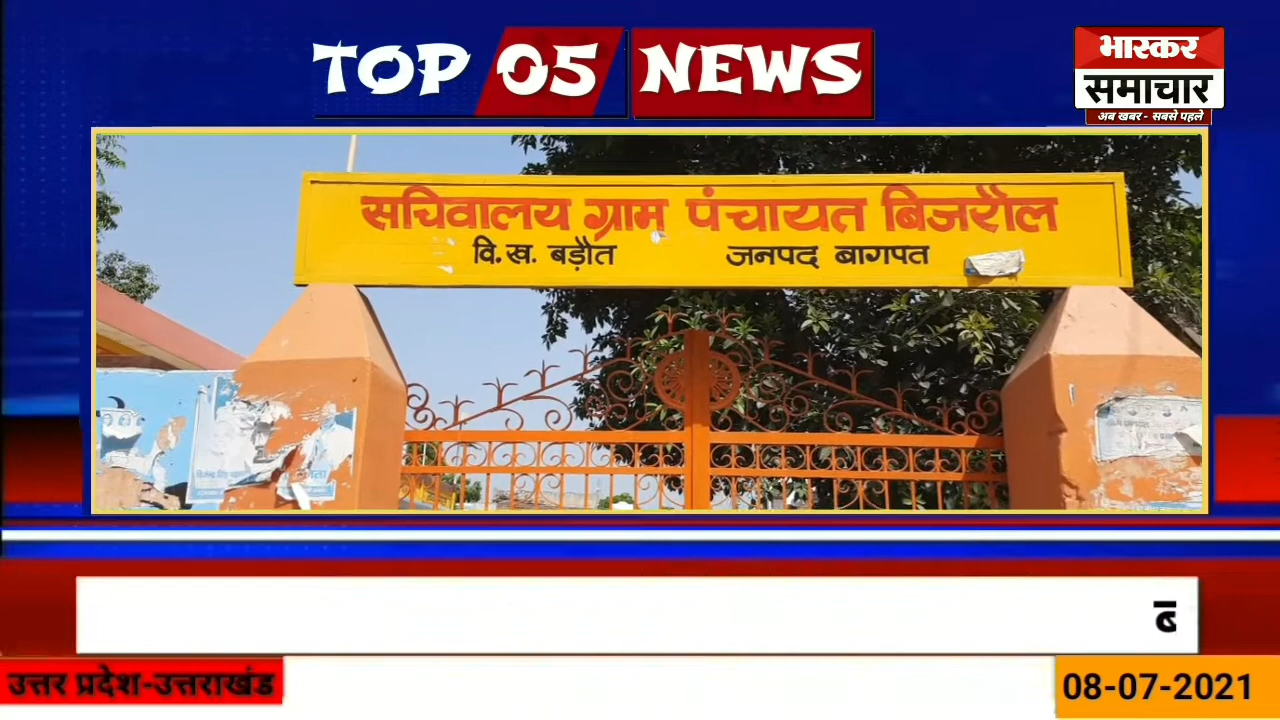 TOP 05 NEWS
भास्कर
समाचार
अब खबर - सबसे पहले
सचिवालय ग्राम पंचायत बिजरौल
वि.ख. बड़ौत जनपद बागपत
उत्तर प्रदेश-उत्तराखंड
08-07-2021